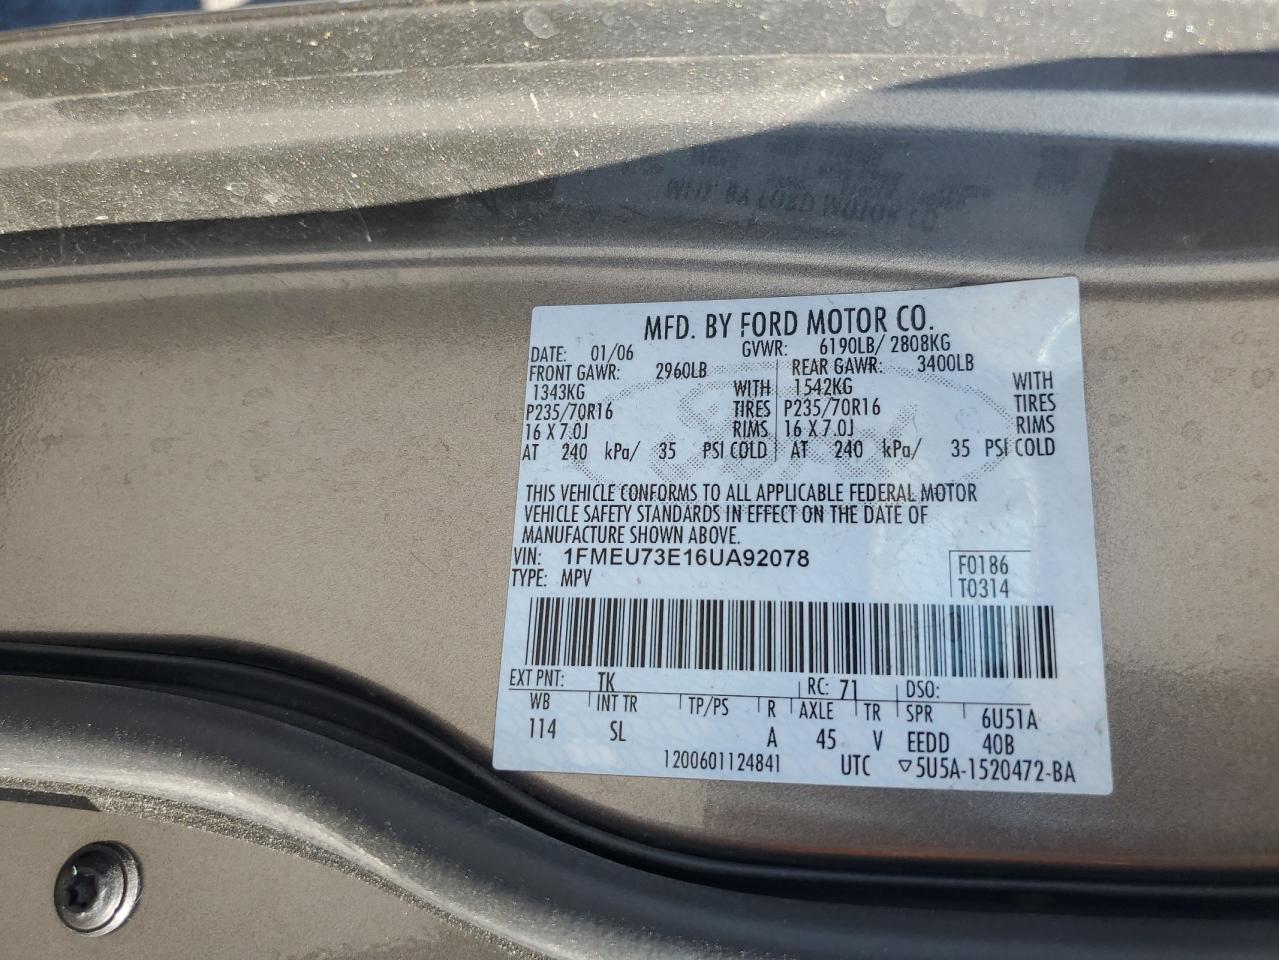 MFD. BY FORD MOTOR CO.
DATE: 01/06 GVWR: 6190LB/ 2808KG
FRONT GAWR: 2960LB REAR GAWR: 3400LB
1343KG WITH 1542KG WITH
P235/70R16 TIRES P235/70R16 TIRES
16 X 7.0J RIMS 16 X 7.0J RIMS
AT 240 kPa/ 35 PSI COLD AT 240 kPa/ 35 PSI COLD
THIS VEHICLE CONFORMS TO ALL APPLICABLE FEDERAL MOTOR
VEHICLE SAFETY STANDARDS IN EFFECT ON THE DATE OF
MANUFACTURE SHOWN ABOVE.
VIN: 1FMEU73E16UA92078 F0186
TYPE: MPV T0314
EXT PNT: TK RC: 71 DSO:
WB INT TR TP/PS R AXLE TR SPR 6U51A
114 SL A 45 V EEDD 40B
1200601124841 UTC ▽5U5A-1520472-BA